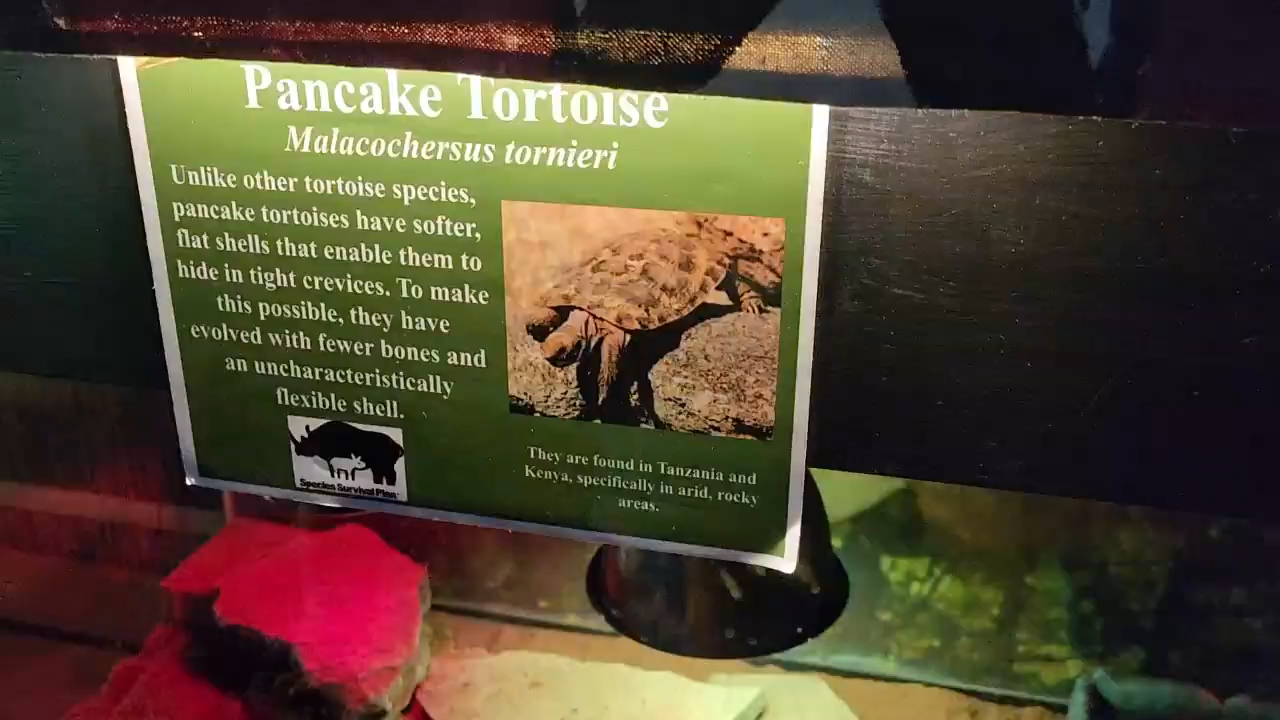 Pancake Tortoise
Malacochersus tornieri
Unlike other tortoise species,
pancake tortoises have softer,
flat shells that enable them to
hide in tight crevices. To make
this possible, they have
evolved with fewer bones and
an uncharacteristically
flexible shell.
Species Survival Plan
They are found in Tanzania and
Kenya, specifically in arid, rocky
areas.